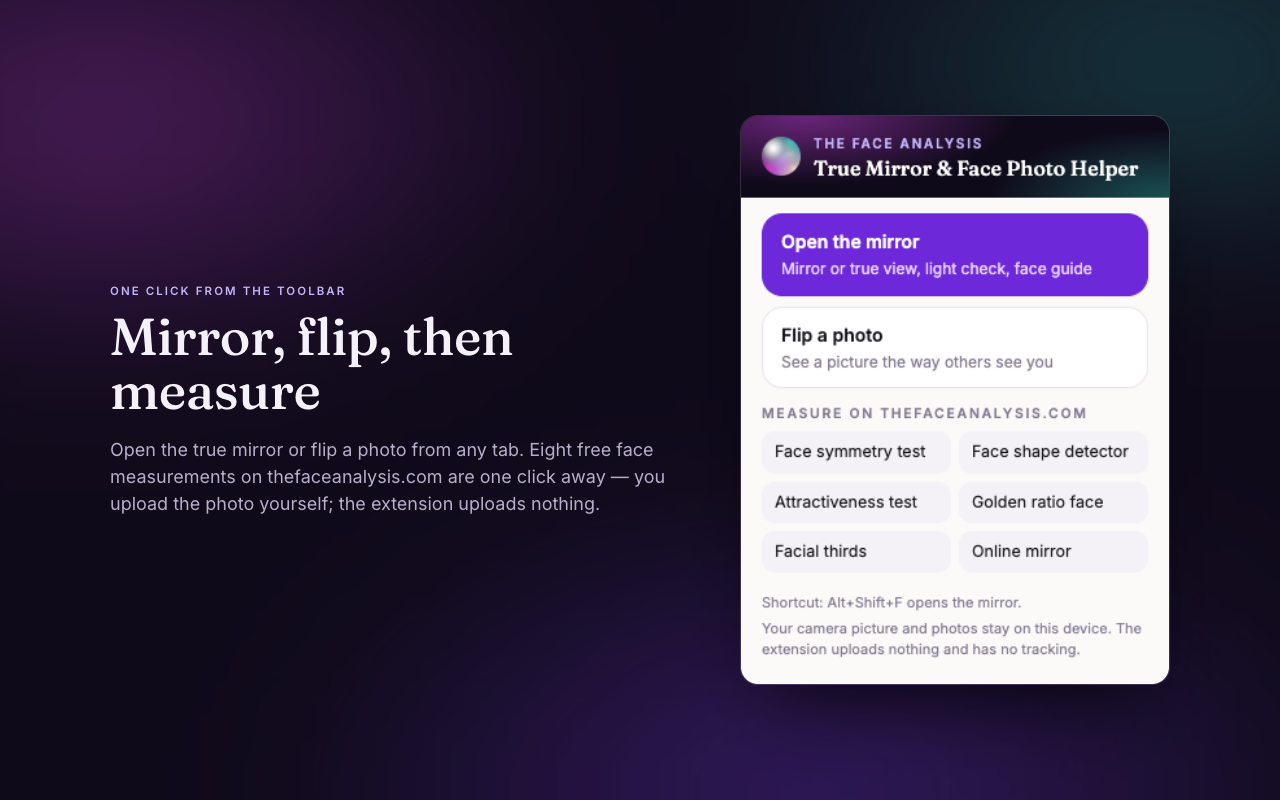 ONE CLICK FROM THE TOOLBAR
Mirror, flip, then
measure
Open the true mirror or flip a photo from any tab. Eight free face
measurements on thefaceanalysis.com are one click away — you
upload the photo yourself; the extension uploads nothing.
THE FACE ANALYSIS
True Mirror & Face Photo Helper
Open the mirror
Mirror or true view, light check, face guide
Flip a photo
See a picture the way others see you
MEASURE ON THEFACEANALYSIS.COM
Face symmetry test
Face shape detector
Attractiveness test
Golden ratio face
Facial thirds
Online mirror
Shortcut: Alt+Shift+F opens the mirror.
Your camera picture and photos stay on this device. The
extension uploads nothing and has no tracking.